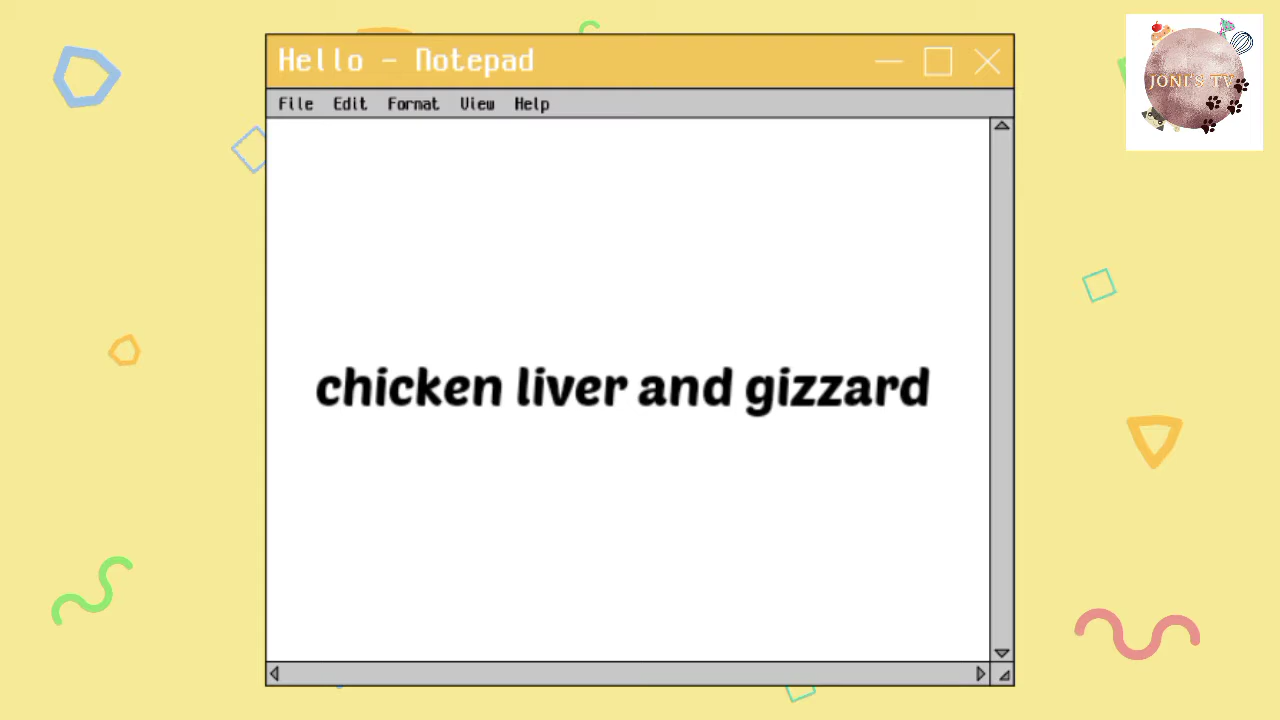 Hello - Notepad
File Edit Format View Help
chicken liver and gizzard
JONI'S TV